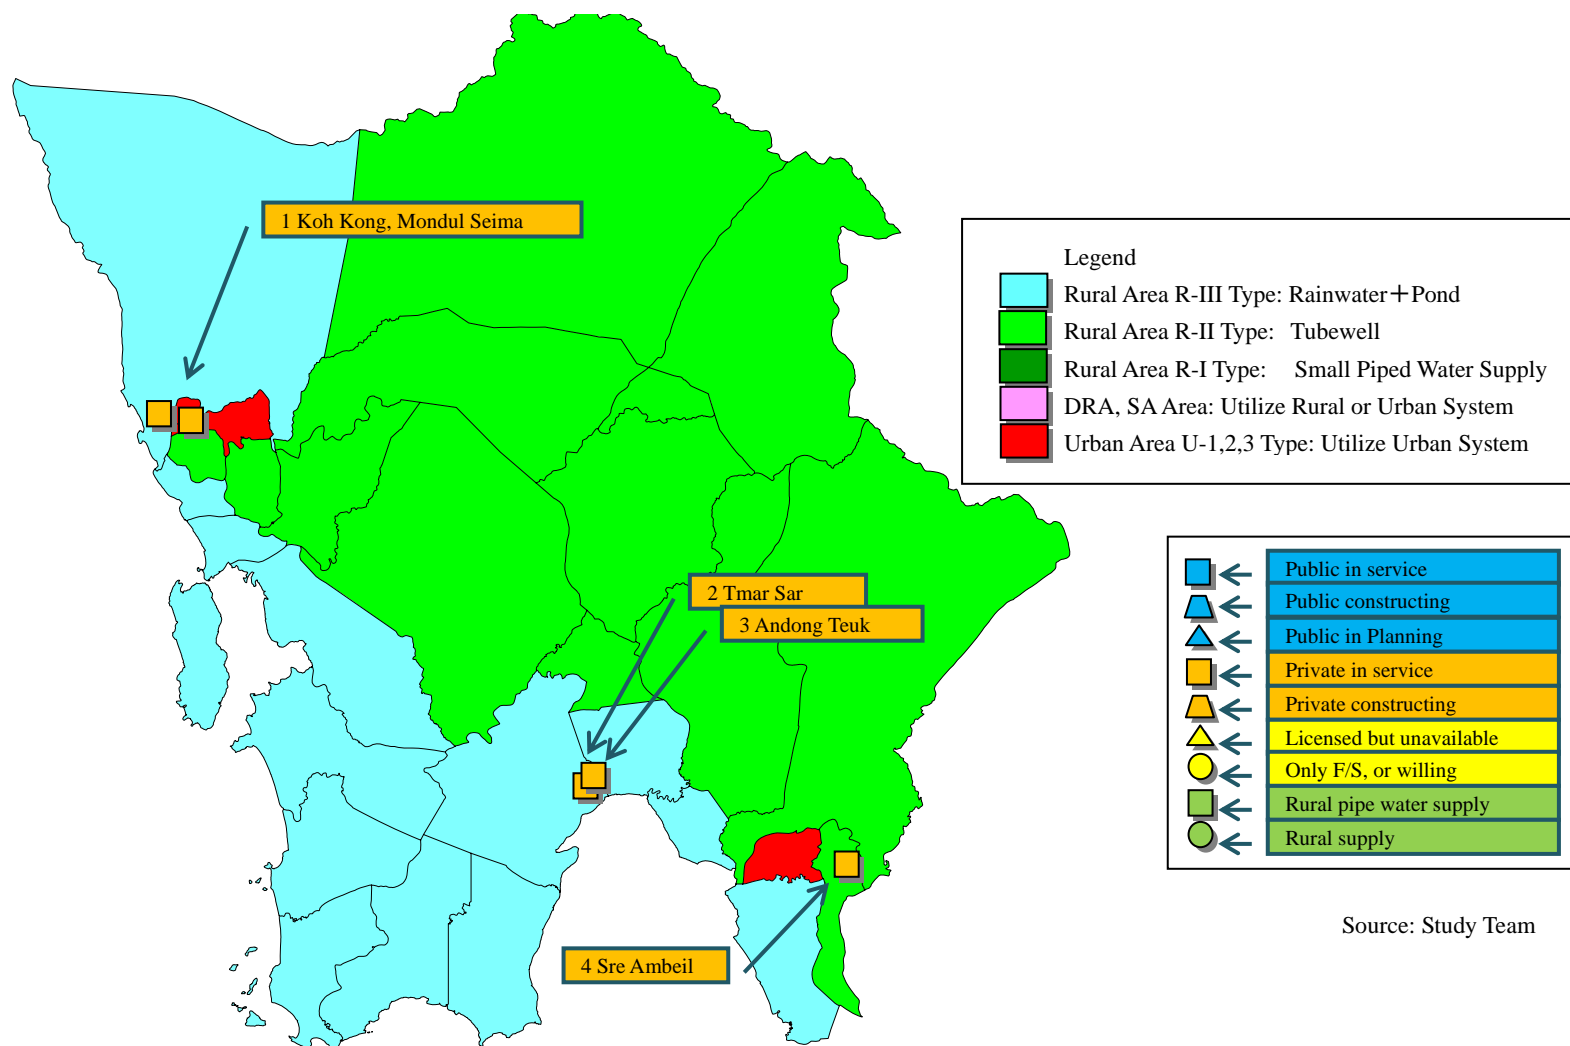 1 Koh Kong, Mondul Seima
Legend
Rural Area R-III Type: Rainwater＋Pond
Rural Area R-II Type: Tubewell
Rural Area R-I Type: Small Piped Water Supply
DRA, SA Area: Utilize Rural or Urban System
Urban Area U-1,2,3 Type: Utilize Urban System
2 Tmar Sar
3 Andong Teuk
Public in service
Public constructing
Public in Planning
Private in service
Private constructing
Licensed but unavailable
Only F/S, or willing
Rural pipe water supply
Rural supply
4 Sre Ambeil
Source: Study Team